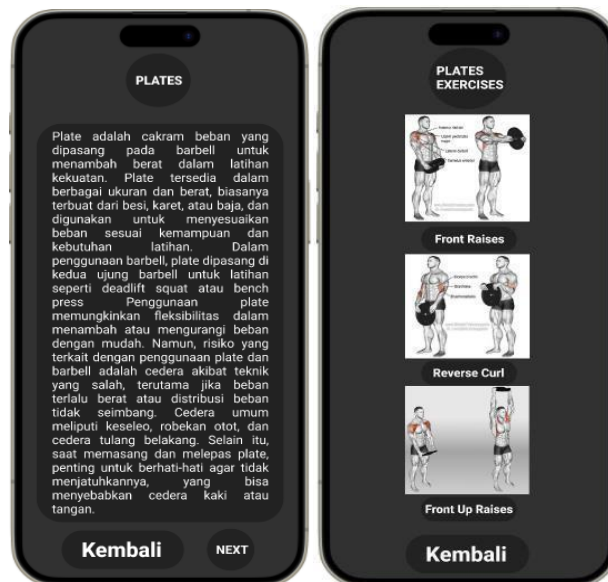 PLATES
Plate adalah cakram beban yang
dipasang pada barbell untuk
menambah berat dalam latihan
kekuatan. Plate tersedia dalam
berbagai ukuran dan berat, biasanya
terbuat dari besi, karet, atau baja, dan
digunakan untuk menyesuaikan
beban sesuai kemampuan dan
kebutuhan latihan. Dalam
penggunaan barbell, plate dipasang di
kedua ujung barbell untuk latihan
seperti deadlift squat atau bench
press Penggunaan plate
memungkinkan fleksibilitas dalam
menambah atau mengurangi beban
dengan mudah. Namun, risiko yang
terkait dengan penggunaan plate dan
barbell adalah cedera akibat teknik
yang salah, terutama jika beban
terlalu berat atau distribusi beban
tidak seimbang. Cedera umum
meliputi keseleo, robekan otot, dan
cedera tulang belakang. Selain itu,
saat memasang dan melepas plate,
penting untuk berhati-hati agar tidak
menjatuhkannya, yang bisa
menyebabkan cedera kaki atau
tangan.
Kembali
NEXT
PLATES
EXERCISES
Front Raises
Reverse Curl
Front Up Raises
Kembali